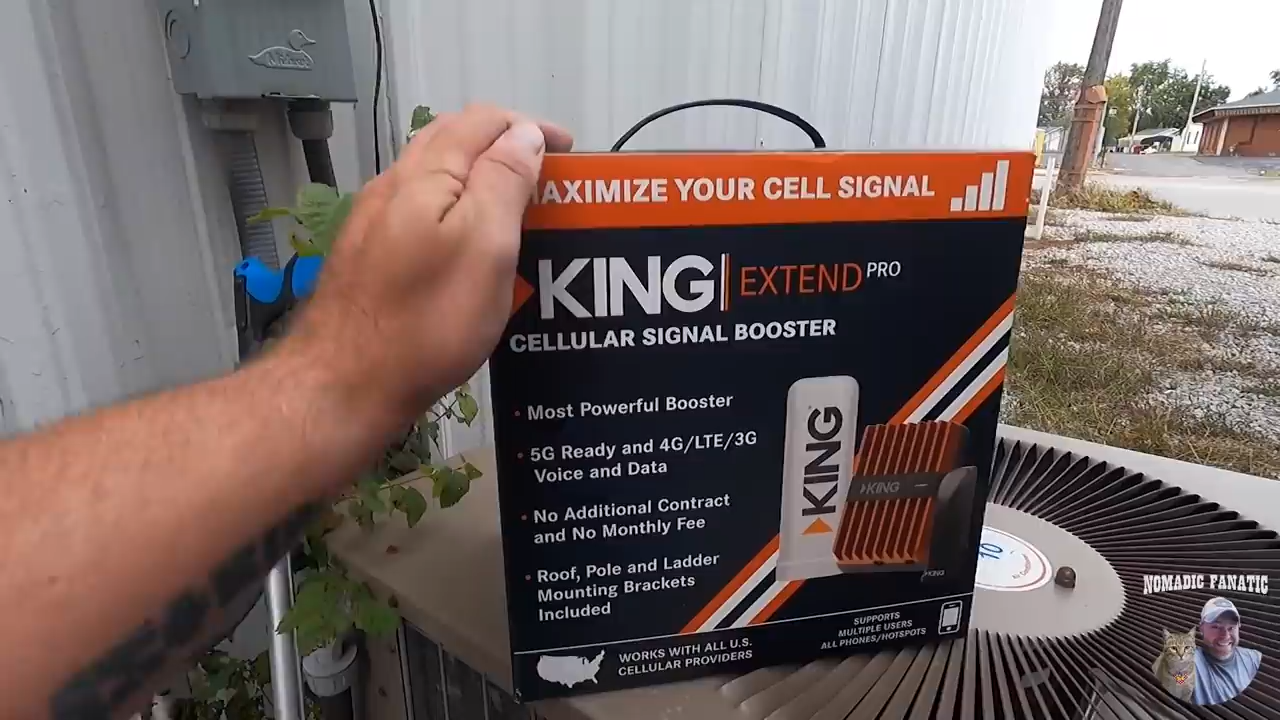 Midwest
AXIMIZE YOUR CELL SIGNAL
KING EXTEND PRO
CELLULAR SIGNAL BOOSTER
• Most Powerful Booster
• 5G Ready and 4G/LTE/3G
Voice and Data
• No Additional Contract
and No Monthly Fee
• Roof, Pole and Ladder
Mounting Brackets
Included
KING
KING
KING
WORKS WITH ALL U.S.
CELLULAR PROVIDERS
SUPPORTS
MULTIPLE USERS
ALL PHONES/HOTSPOTS
10
NOMADIC FANATIC